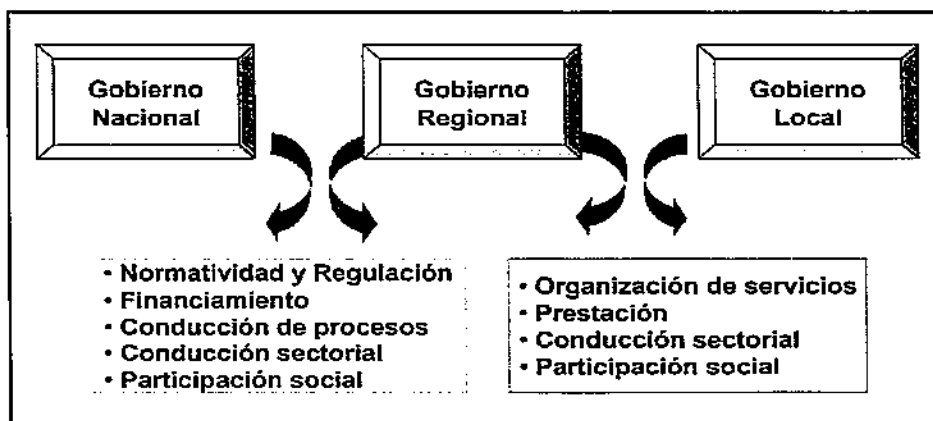 Gobierno
Nacional
Gobierno
Regional
Gobierno
Local
• Normatividad y Regulación
• Financiamiento
• Conducción de procesos
• Conducción sectorial
• Participación social
• Organización de servicios
• Prestación
• Conducción sectorial
• Participación social